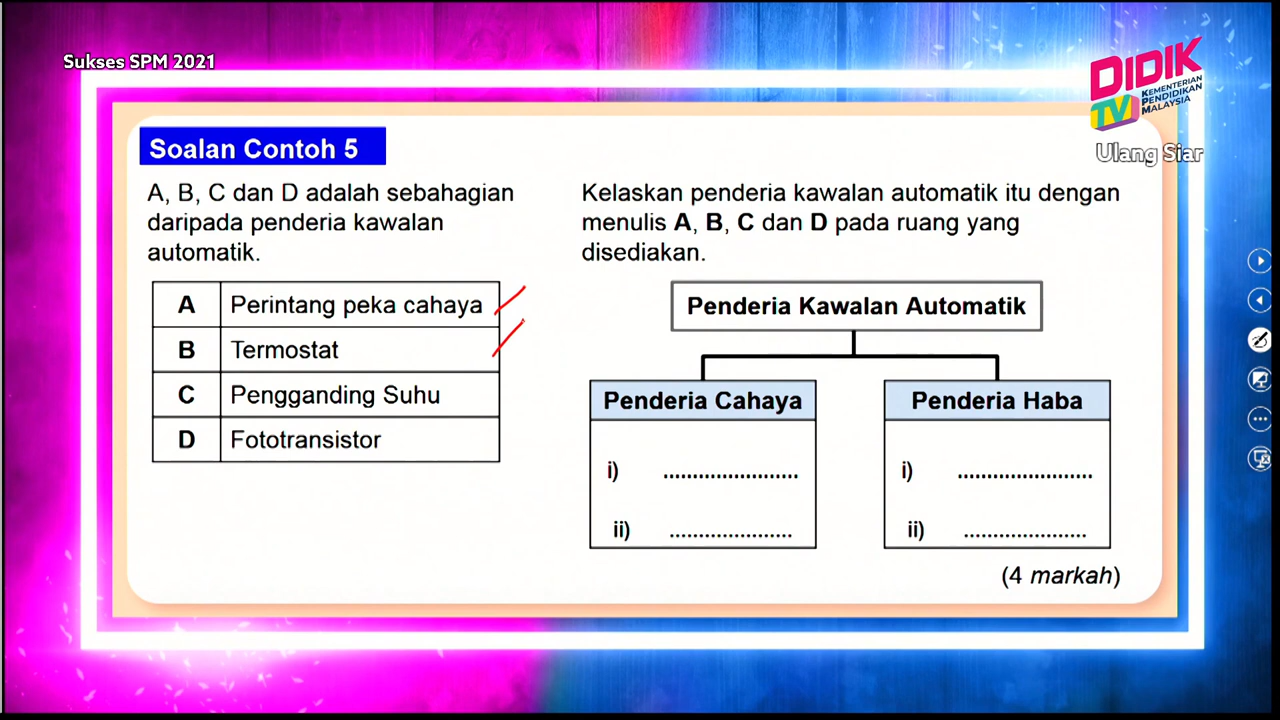 Sukses SPM 2021
DIDIK
TV
KEMENTERIAN
PENDIDIKAN
MALAYSIA
Ulang Siar
Soalan Contoh 5
A, B, C dan D adalah sebahagian
daripada penderia kawalan
automatik.
A Perintang peka cahaya
B Termostat
C Pengganding Suhu
D Fototransistor
Kelaskan penderia kawalan automatik itu dengan
menulis A, B, C dan D pada ruang yang
disediakan.
Penderia Kawalan Automatik
Penderia Cahaya
i) .......................
ii) .....................
Penderia Haba
i) .......................
ii) .....................
(4 markah)